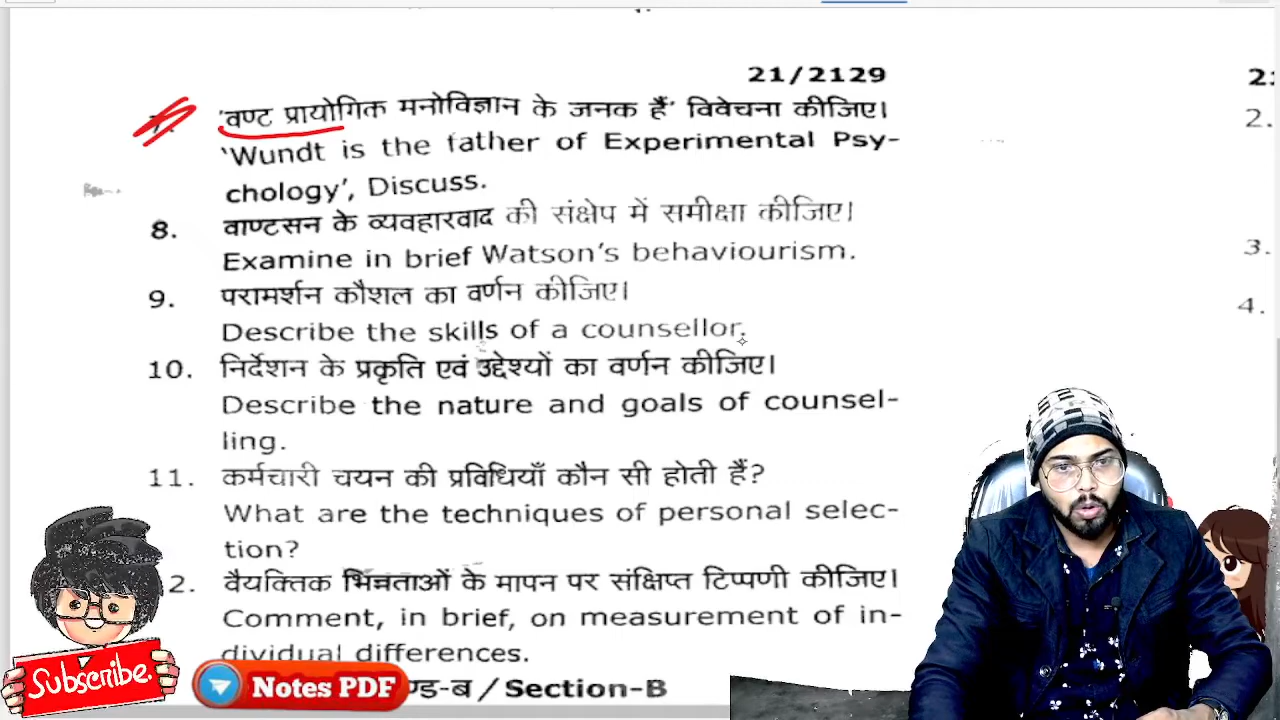 21/2129
'वण्ट प्रायोगिक मनोविज्ञान के जनक हैं' विवेचना कीजिए।
'Wundt is the father of Experimental Psy-
chology', Discuss.
8. वाण्टसन के व्यवहारवाद की संक्षेप में समीक्षा कीजिए।
Examine in brief Watson's behaviourism.
9. परामर्शन कौशल का वर्णन कीजिए।
Describe the skills of a counsellor.
10. निर्देशन के प्रकृति एवं उद्देश्यों का वर्णन कीजिए।
Describe the nature and goals of counsel-
ling.
11. कर्मचारी चयन की प्रविधियाँ कौन सी होती हैं?
What are the techniques of personal selec-
tion?
2. वैयक्तिक भिन्नताओं के मापन पर संक्षिप्त टिप्पणी कीजिए।
Comment, in brief, on measurement of in-
dividual differences.
ण्ड-ब / Section-B
2.
3.
4.
Subscribe.
Notes PDF